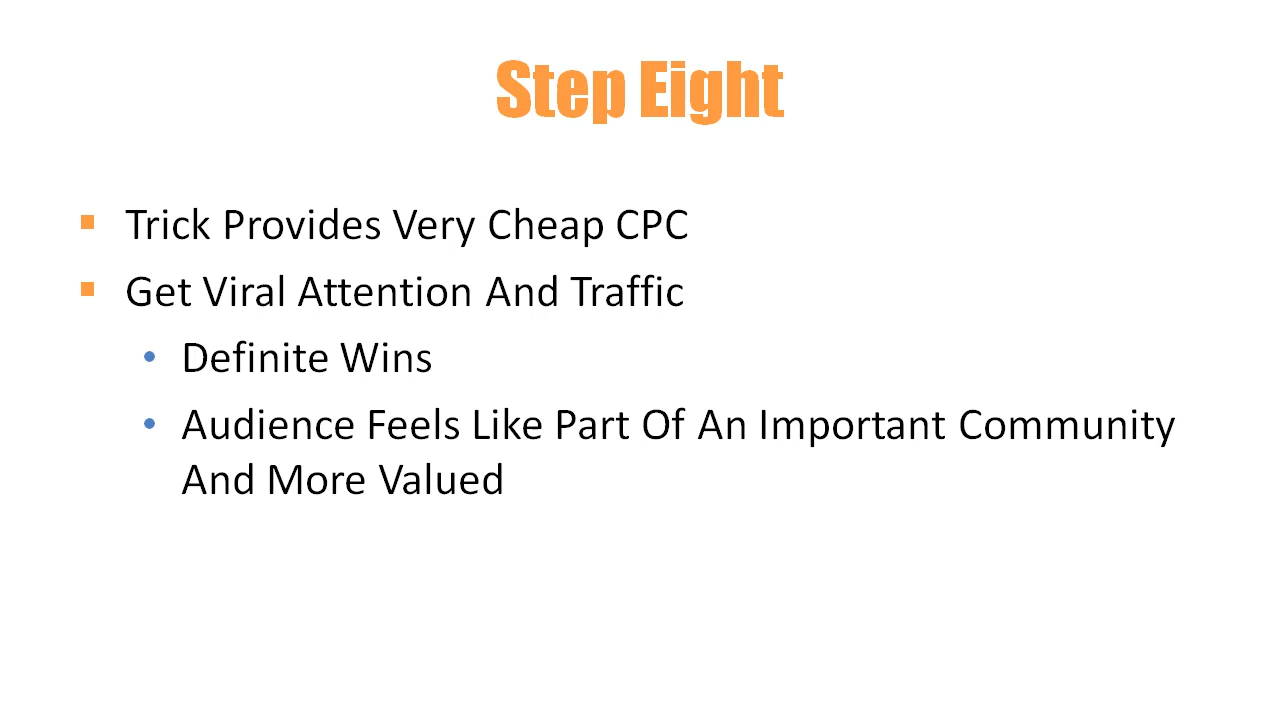 Step Eight
Trick Provides Very Cheap CPC
Get Viral Attention And Traffic
Definite Wins
Audience Feels Like Part Of An Important Community
And More Valued